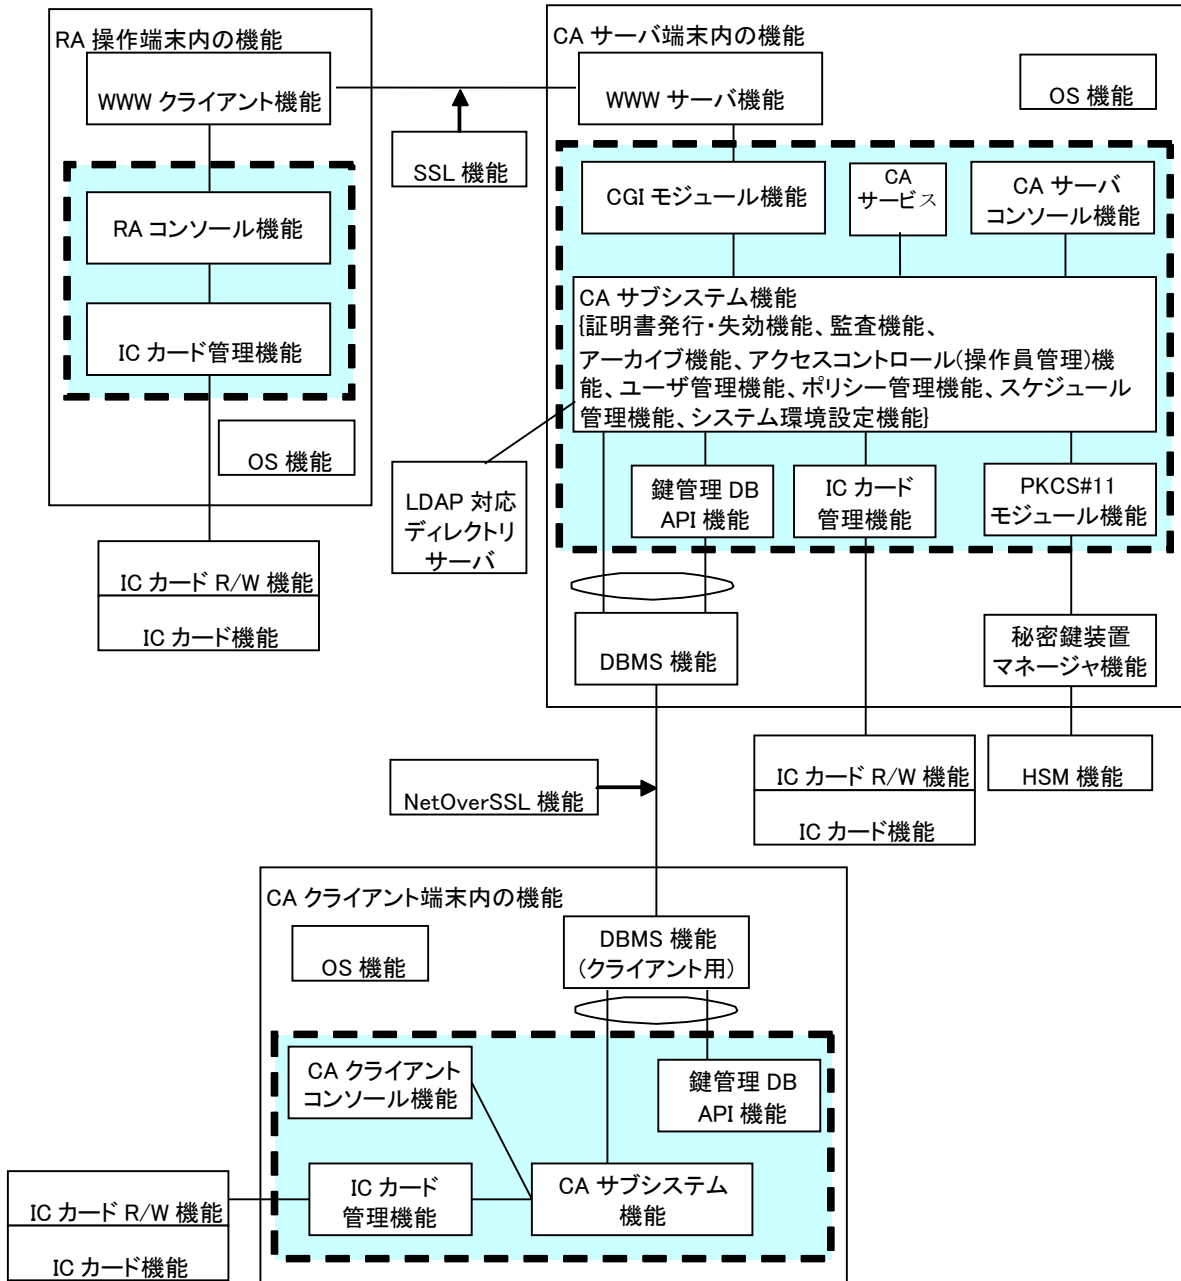 RA 操作端末内の機能
WWW クライアント機能
RA コンソール機能
IC カード管理機能
OS 機能
IC カード R/W 機能
IC カード機能
SSL 機能
CA サーバ端末内の機能
WWW サーバ機能
OS 機能
CGI モジュール機能
CA
サービス
CA サーバ
コンソール機能
CA サブシステム機能
{証明書発行・失効機能、監査機能、
アーカイブ機能、アクセスコントロール(操作員管理)機
能、ユーザ管理機能、ポリシー管理機能、スケジュール
管理機能、システム環境設定機能}
LDAP 対応
ディレクトリ
サーバ
鍵管理 DB
API 機能
IC カード
管理機能
PKCS#11
モジュール機能
DBMS 機能
秘密鍵装置
マネージャ機能
IC カード R/W 機能
IC カード機能
HSM 機能
NetOverSSL 機能
CA クライアント端末内の機能
OS 機能
DBMS 機能
(クライアント用)
CA クライアント
コンソール機能
鍵管理 DB
API 機能
IC カード
管理機能
CA サブシステム
機能
IC カード R/W 機能
IC カード機能